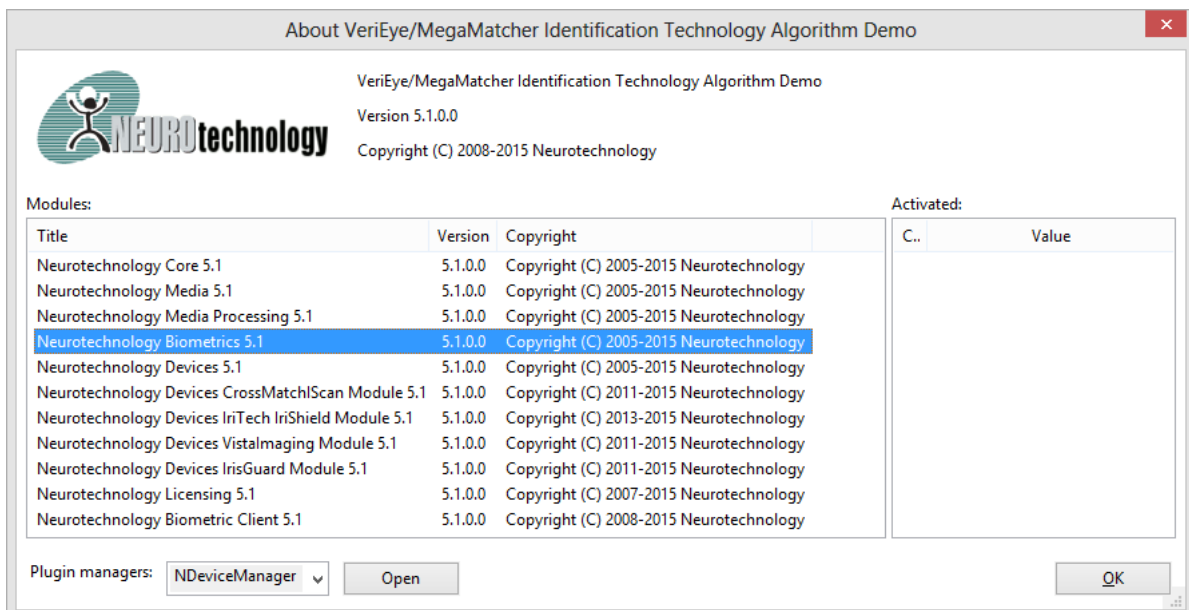 About VeriEye/MegaMatcher Identification Technology Algorithm Demo
NEUROtechnology
VeriEye/MegaMatcher Identification Technology Algorithm Demo
Version 5.1.0.0
Copyright (C) 2008-2015 Neurotechnology
Modules:
Activated:
Title Version Copyright
C.. Value
Neurotechnology Core 5.1 5.1.0.0 Copyright (C) 2005-2015 Neurotechnology
Neurotechnology Media 5.1 5.1.0.0 Copyright (C) 2005-2015 Neurotechnology
Neurotechnology Media Processing 5.1 5.1.0.0 Copyright (C) 2005-2015 Neurotechnology
Neurotechnology Biometrics 5.1 5.1.0.0 Copyright (C) 2005-2015 Neurotechnology
Neurotechnology Devices 5.1 5.1.0.0 Copyright (C) 2005-2015 Neurotechnology
Neurotechnology Devices CrossMatchIScan Module 5.1 5.1.0.0 Copyright (C) 2011-2015 Neurotechnology
Neurotechnology Devices IriTech IriShield Module 5.1 5.1.0.0 Copyright (C) 2013-2015 Neurotechnology
Neurotechnology Devices VistaImaging Module 5.1 5.1.0.0 Copyright (C) 2011-2015 Neurotechnology
Neurotechnology Devices IrisGuard Module 5.1 5.1.0.0 Copyright (C) 2011-2015 Neurotechnology
Neurotechnology Licensing 5.1 5.1.0.0 Copyright (C) 2007-2015 Neurotechnology
Neurotechnology Biometric Client 5.1 5.1.0.0 Copyright (C) 2008-2015 Neurotechnology
Plugin managers: NDeviceManager Open OK